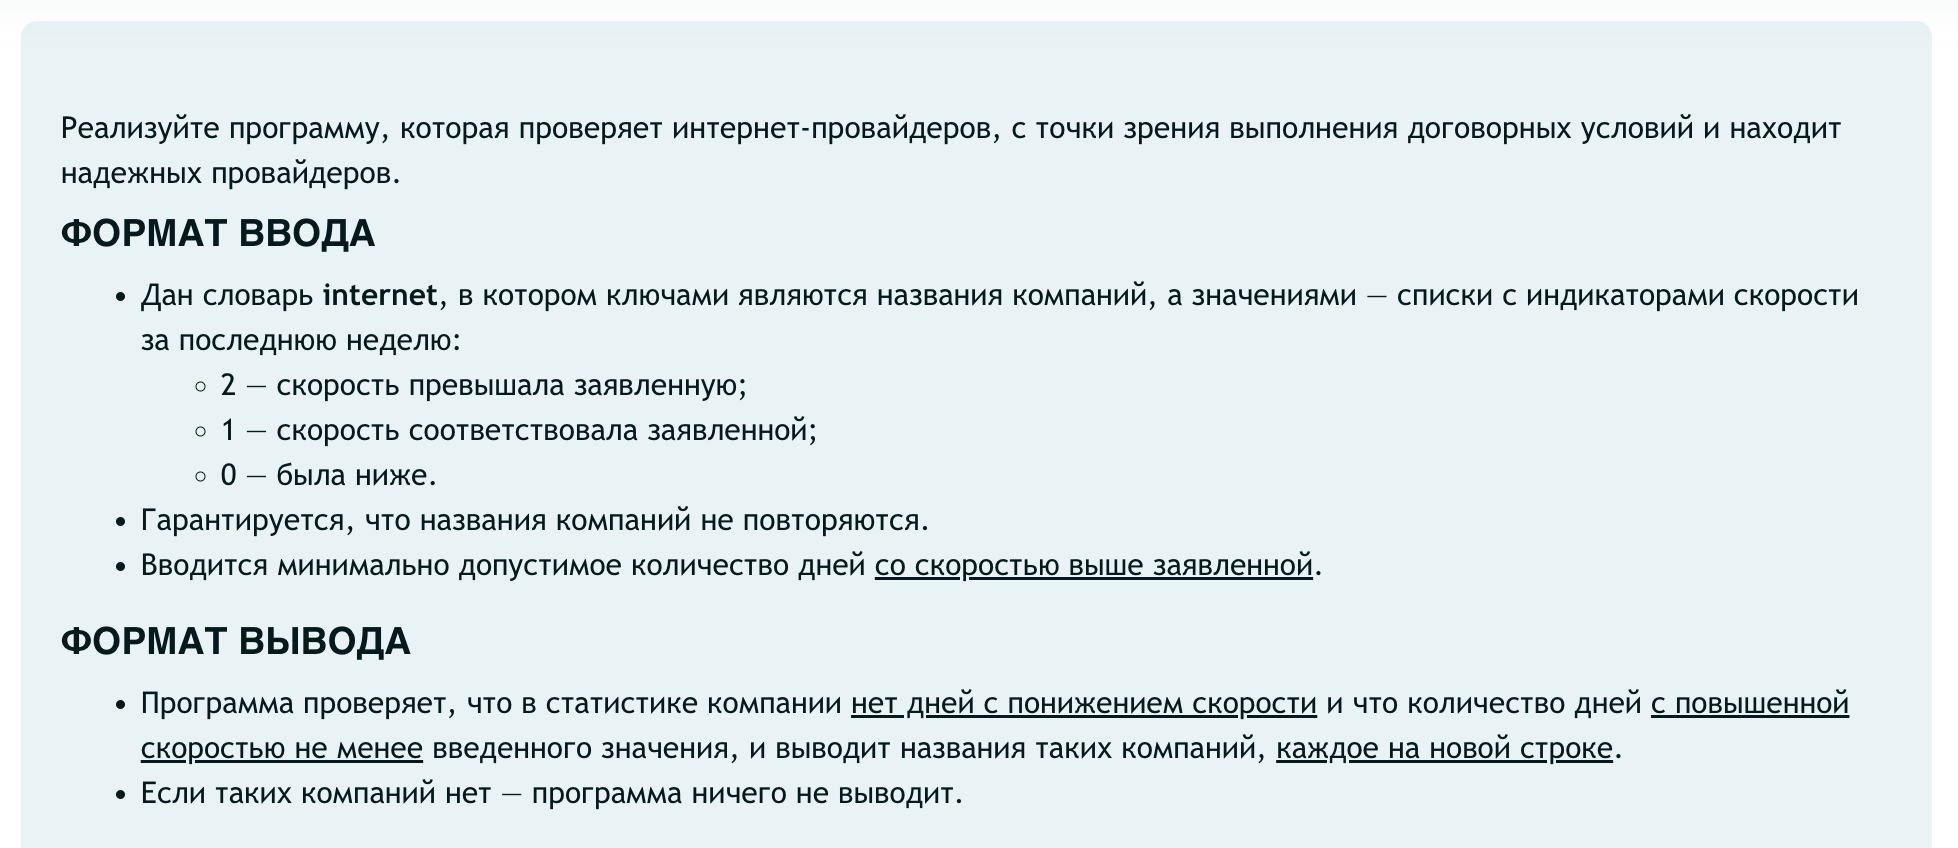 Реализуйте программу, которая проверяет интернет-провайдеров, с точки зрения выполнения договорных условий и находит
надежных провайдеров.
ФОРМАТ ВВОДА
• Дан словарь internet, в котором ключами являются названия компаний, а значениями — списки с индикаторами скорости
за последнюю неделю:
◦ 2 — скорость превышала заявленную;
◦ 1 — скорость соответствовала заявленной;
◦ 0 — была ниже.
• Гарантируется, что названия компаний не повторяются.
• Вводится минимально допустимое количество дней со скоростью выше заявленной.
ФОРМАТ ВЫВОДА
• Программа проверяет, что в статистике компании нет дней с понижением скорости и что количество дней с повышенной
скоростью не менее введенного значения, и выводит названия таких компаний, каждое на новой строке.
• Если таких компаний нет — программа ничего не выводит.